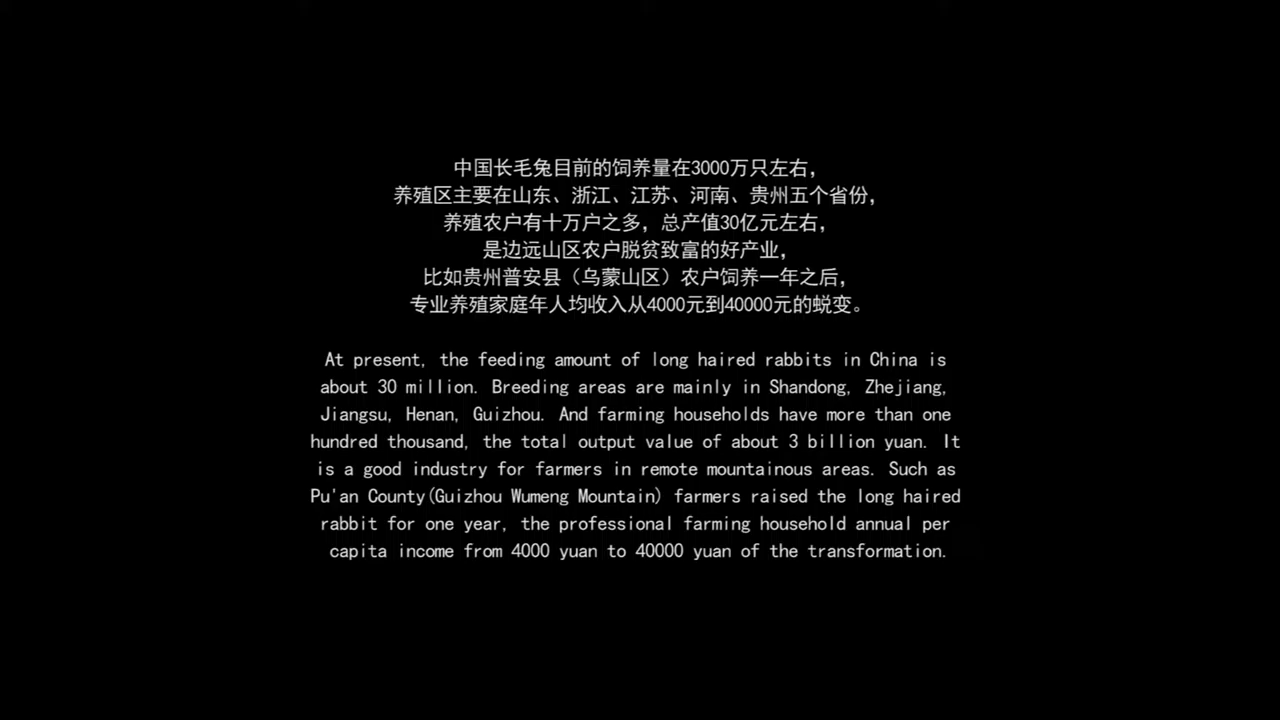 中国长毛兔目前的饲养量在3000万只左右，
养殖区主要在山东、浙江、江苏、河南、贵州五个省份，
养殖农户有十万户之多，总产值30亿元左右，
是边远山区农户脱贫致富的好产业，
比如贵州普安县（乌蒙山区）农户饲养一年之后，
专业养殖家庭年人均收入从4000元到40000元的蜕变。
At present, the feeding amount of long haired rabbits in China is
about 30 million. Breeding areas are mainly in Shandong, Zhejiang,
Jiangsu, Henan, Guizhou. And farming households have more than one
hundred thousand, the total output value of about 3 billion yuan. It
is a good industry for farmers in remote mountainous areas. Such as
Pu'an County(Guizhou Wumeng Mountain) farmers raised the long haired
rabbit for one year, the professional farming household annual per
capita income from 4000 yuan to 40000 yuan of the transformation.